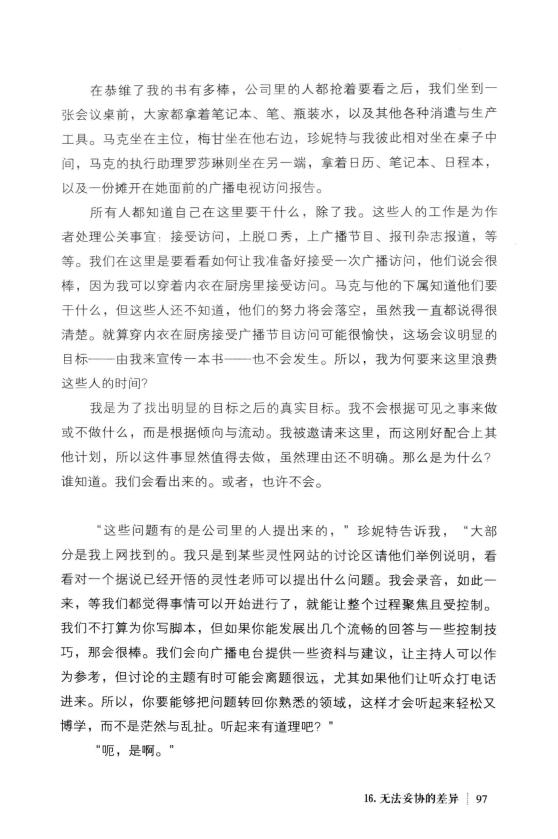 在恭维了我的书有多棒，公司里的人都抢着要看之后，我们坐到一
张会议桌前，大家都拿着笔记本、笔、瓶装水，以及其他各种消遣与生产
工具。马克坐在主位，梅甘坐在他右边，珍妮特与我彼此相对坐在桌子中
间，马克的执行助理罗莎琳则坐在另一端，拿着日历、笔记本、日程本，
以及一份摊开在她面前的广播电视访问报告。
所有人都知道自己在这里要干什么，除了我。这些人的工作是为作
者处理公关事宜：接受访问，上脱口秀，上广播节目、报刊杂志报道，等
等。我们在这里是要看看如何让我准备好接受一次广播访问，他们说会很
棒，因为我可以穿着内衣在厨房里接受访问。马克与他的下属知道他们要
干什么，但这些人还不知道，他们的努力将会落空，虽然我一直都说得很
清楚。就算穿内衣在厨房接受广播节目访问可能很愉快，这场会议明显的
目标——由我来宣传一本书——也不会发生。所以，我为何要来这里浪费
这些人的时间？
我是为了找出明显的目标之后的真实目标。我不会根据可见之事来做
或不做什么，而是根据倾向与流动。我被邀请来这里，而这刚好配合上其
他计划，所以这件事显然值得去做，虽然理由还不明确。那么是为什么？
谁知道。我们会看出来的。或者，也许不会。
“这些问题有的是公司里的人提出来的，”珍妮特告诉我，“大部
分是我上网找到的。我只是到某些灵性网站的讨论区请他们举例说明，看
看对一个据说已经开悟的灵性老师可以提出什么问题。我会录音，如此一
来，等我们都觉得事情可以开始进行了，就能让整个过程聚焦且受控制。
我们不打算为你写脚本，但如果你能发展出几个流畅的回答与一些控制技
巧，那会很棒。我们会向广播电台提供一些资料与建议，让主持人可以作
为参考，但讨论的主题有时可能会离题很远，尤其如果他们让听众打电话
进来。所以，你要能够把问题转回你熟悉的领域，这样才会听起来轻松又
博学，而不是茫然与乱扯。听起来有道理吧？”
“呃，是啊。”
16. 无法妥协的差异 97